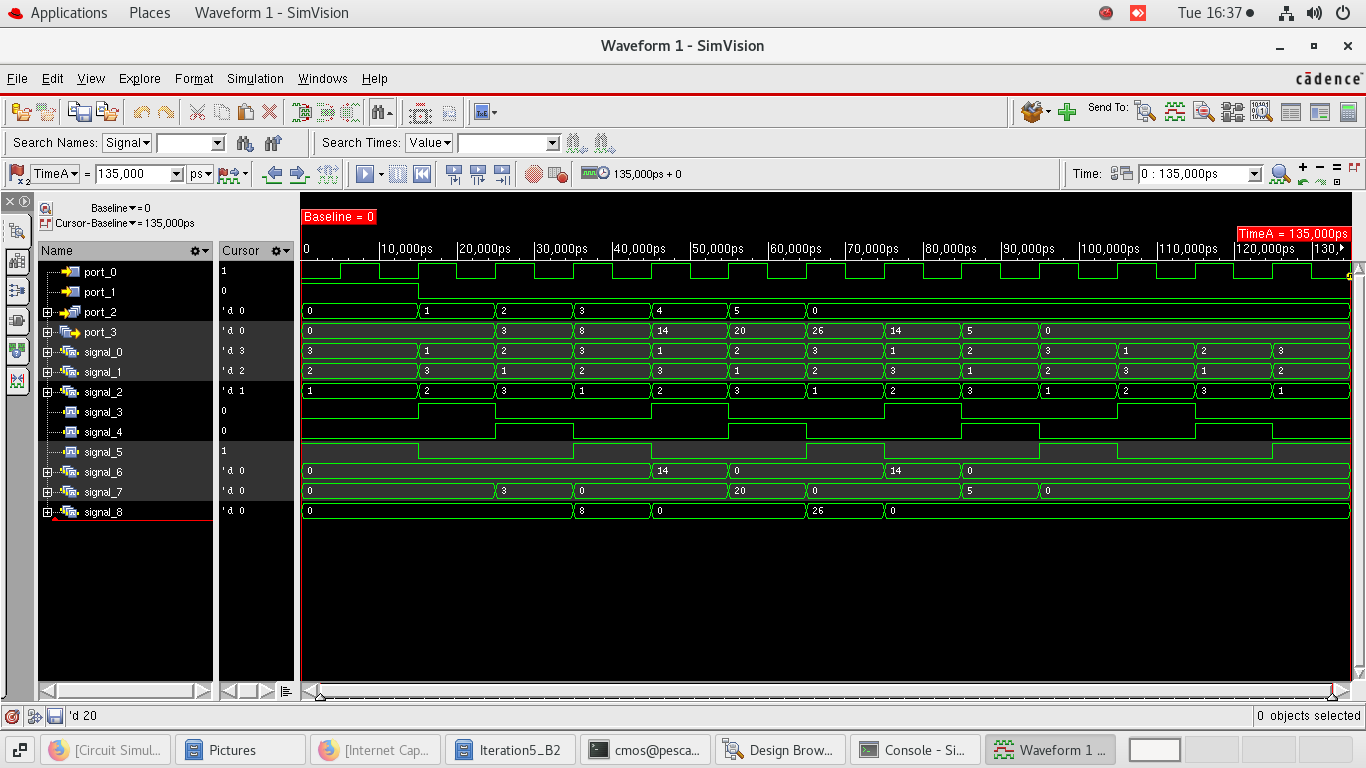 Applications Places Waveform 1 - SimVision Tue 16:37
Waveform 1 - SimVision
File Edit View Explore Format Simulation Windows Help cādence
Send To:
Search Names: Signal Search Times: Value
TimeA = 135,000 ps 135,000ps + 0 Time: 0 : 135,000ps
Baseline = 0
Cursor-Baseline = 135,000ps
Baseline = 0
TimeA = 135,000ps
Name Cursor 0 10,000ps 20,000ps 30,000ps 40,000ps 50,000ps 60,000ps 70,000ps 80,000ps 90,000ps 100,000ps 110,000ps 120,000ps 130,
port_0 1
port_1 0
port_2 'd 0 0 1 2 3 4 5 0
port_3 'd 0 0 3 8 14 20 26 14 5 0
signal_0 'd 3 3 1 2 3 1 2 3 1 2 3 1 2 3
signal_1 'd 2 2 3 1 2 3 1 2 3 1 2 3 1 2
signal_2 'd 1 1 2 3 1 2 3 1 2 3 1 2 3 1
signal_3 0
signal_4 0
signal_5 1
signal_6 'd 0 0 14 0 14 0
signal_7 'd 0 0 3 0 20 0 5 0
signal_8 'd 0 0 8 0 26 0
'd 20 0 objects selected
[Circuit Simul... Pictures [Internet Cap... Iteration5_B2 cmos@pesca... Design Brow... Console - Si... Waveform 1 ...